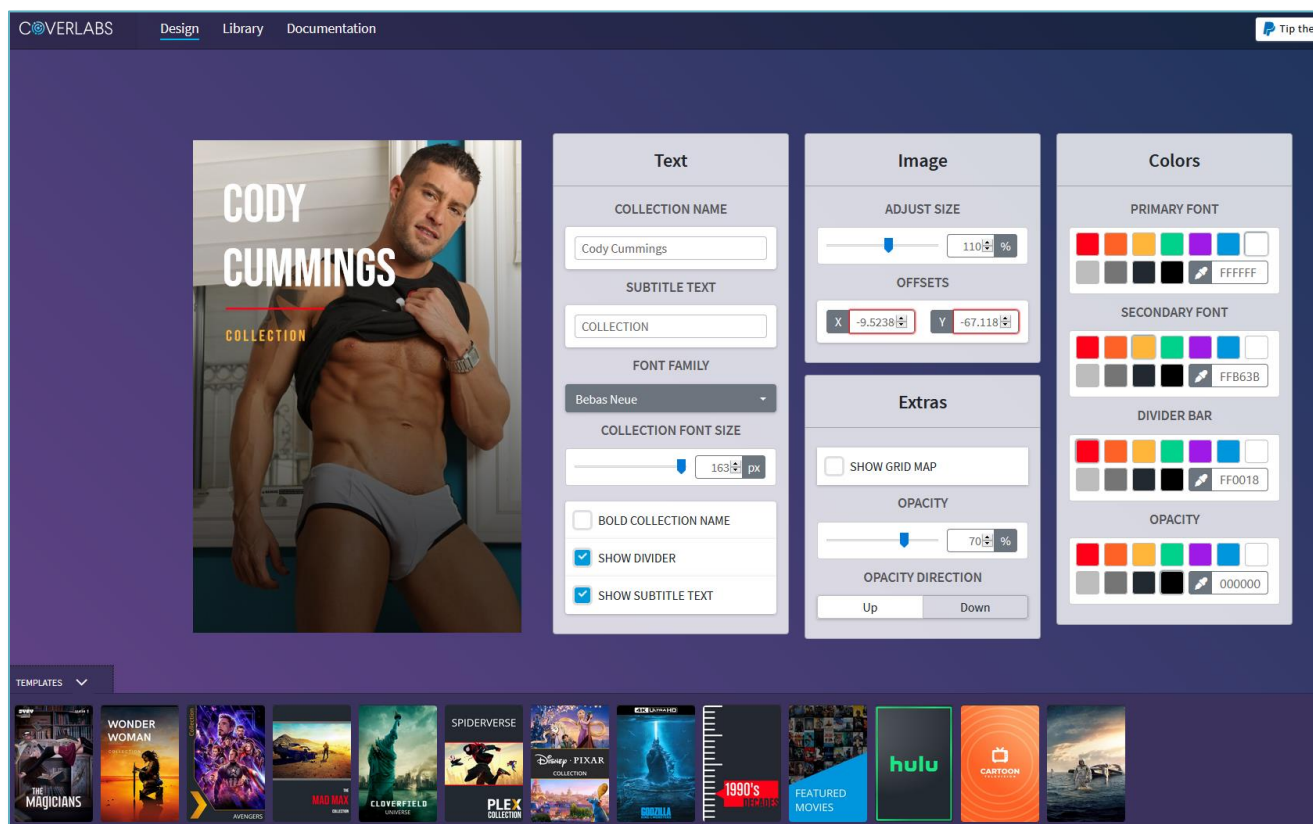 COVERLABS
Design
Library
Documentation
Tip the
CODY
CUMMINGS
COLLECTION
Text
COLLECTION NAME
Cody Cummings
SUBTITLE TEXT
COLLECTION
FONT FAMILY
Bebas Neue
COLLECTION FONT SIZE
163 px
BOLD COLLECTION NAME
SHOW DIVIDER
SHOW SUBTITLE TEXT
Image
ADJUST SIZE
110 %
OFFSETS
X -9.5238 Y -67.118
Extras
SHOW GRID MAP
OPACITY
70 %
OPACITY DIRECTION
Up Down
Colors
PRIMARY FONT
FFFFFF
SECONDARY FONT
FFB63B
DIVIDER BAR
FF0018
OPACITY
000000
TEMPLATES
THE
MAGICIANS
WONDER
WOMAN
Collection
AVENGERS
THE
MAD MAX
COLLECTION
CLOVERFIELD
UNIVERSE
SPIDERVERSE
PLEX
COLLECTION
Disney · PIXAR
COLLECTION
4K ULTRA HD
GODZILLA
1990's
DECADES
FEATURED
MOVIES
hulu
CARTOON